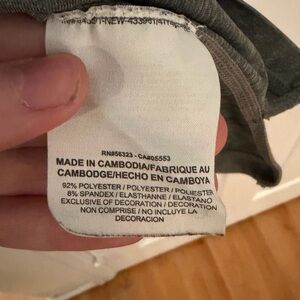 RN#56323 - CA#05553
MADE IN CAMBODIA/FABRIQUE AU
CAMBODGE/HECHO EN CAMBOYA
92% POLYESTER / POLYESTER / POLIESTER
8% SPANDEX / ELASTHANNE / ELASTANO
EXCLUSIVE OF DECORATION / DECORATION
NON COMPRISE / NO INCLUYE LA
DECORACION